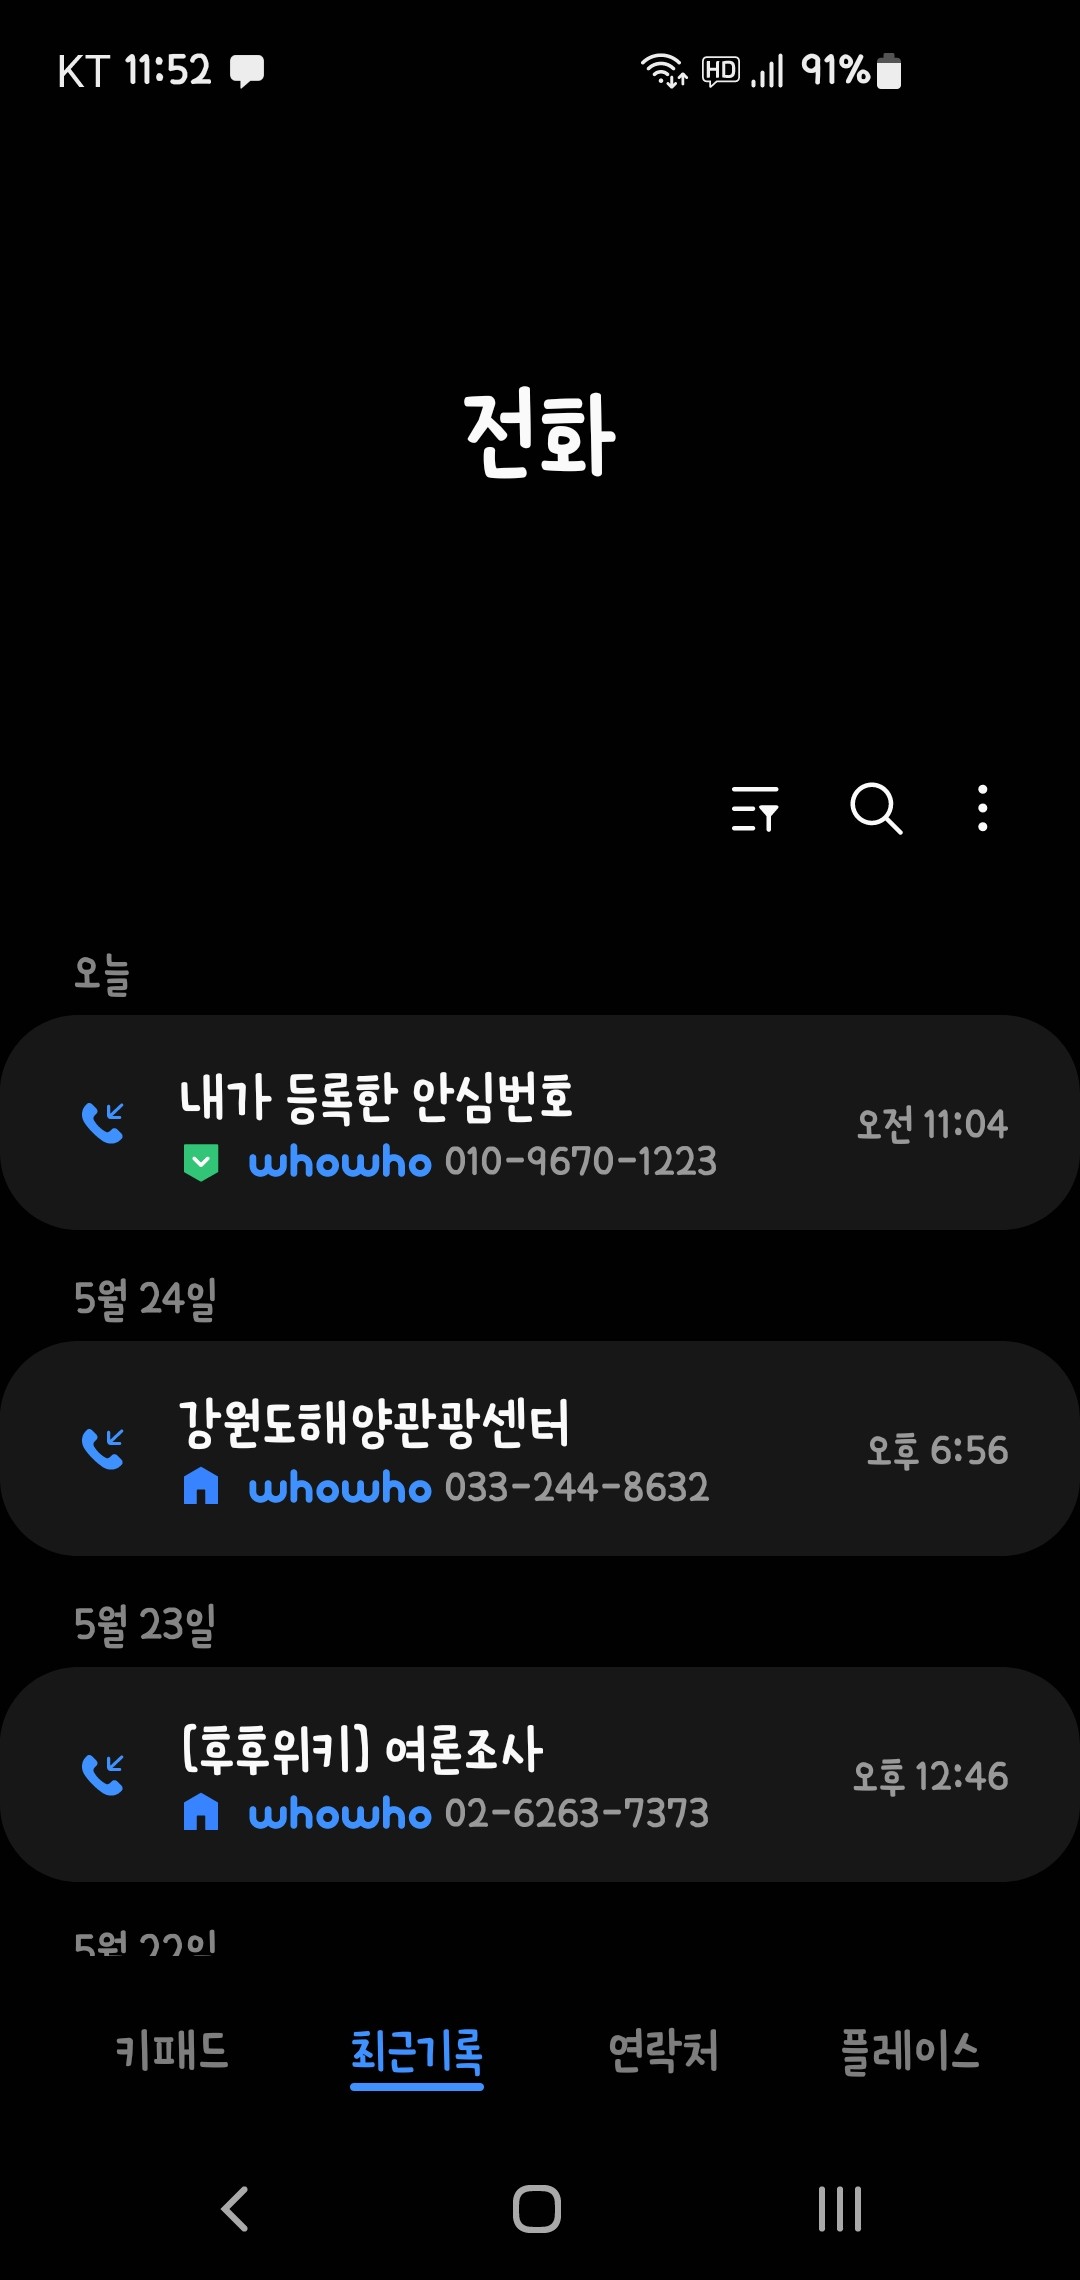 KT 11:52
HD 91%
전화
오늘
내가 등록한 안심번호
오전 11:04
whowho 010-9670-1223
5월 24일
강원도해양관광센터
오후 6:56
whowho 033-244-8632
5월 23일
[후후위키] 여론조사
오후 12:46
whowho 02-6263-7373
5월 22일
키패드 최근기록 연락처 플레이스